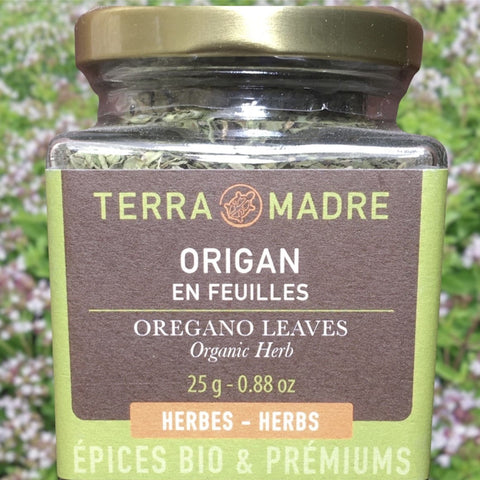 TERRA MADRE
ORIGAN
EN FEUILLES
OREGANO LEAVES
Organic Herb
25 g - 0.88 oz
HERBES - HERBS
ÉPICES BIO & PRÉMIUMS